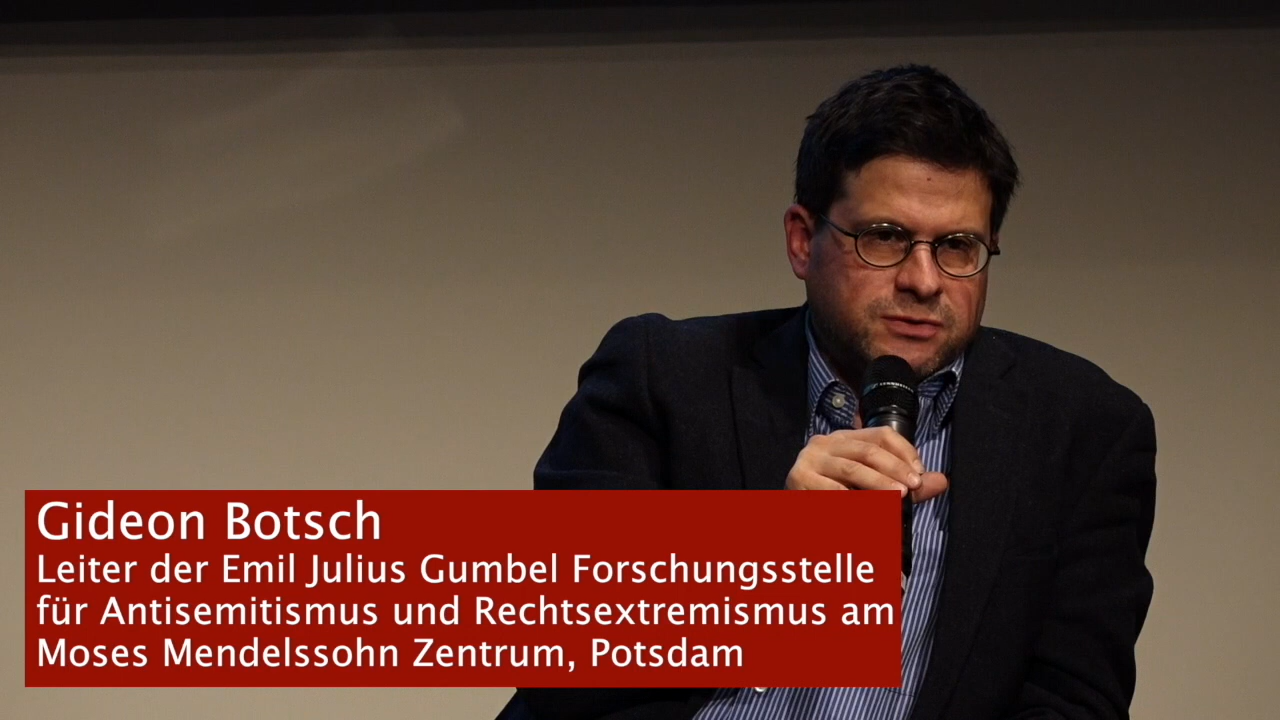 Gideon Botsch
Leiter der Emil Julius Gumbel Forschungsstelle
für Antisemitismus und Rechtsextremismus am
Moses Mendelssohn Zentrum, Potsdam